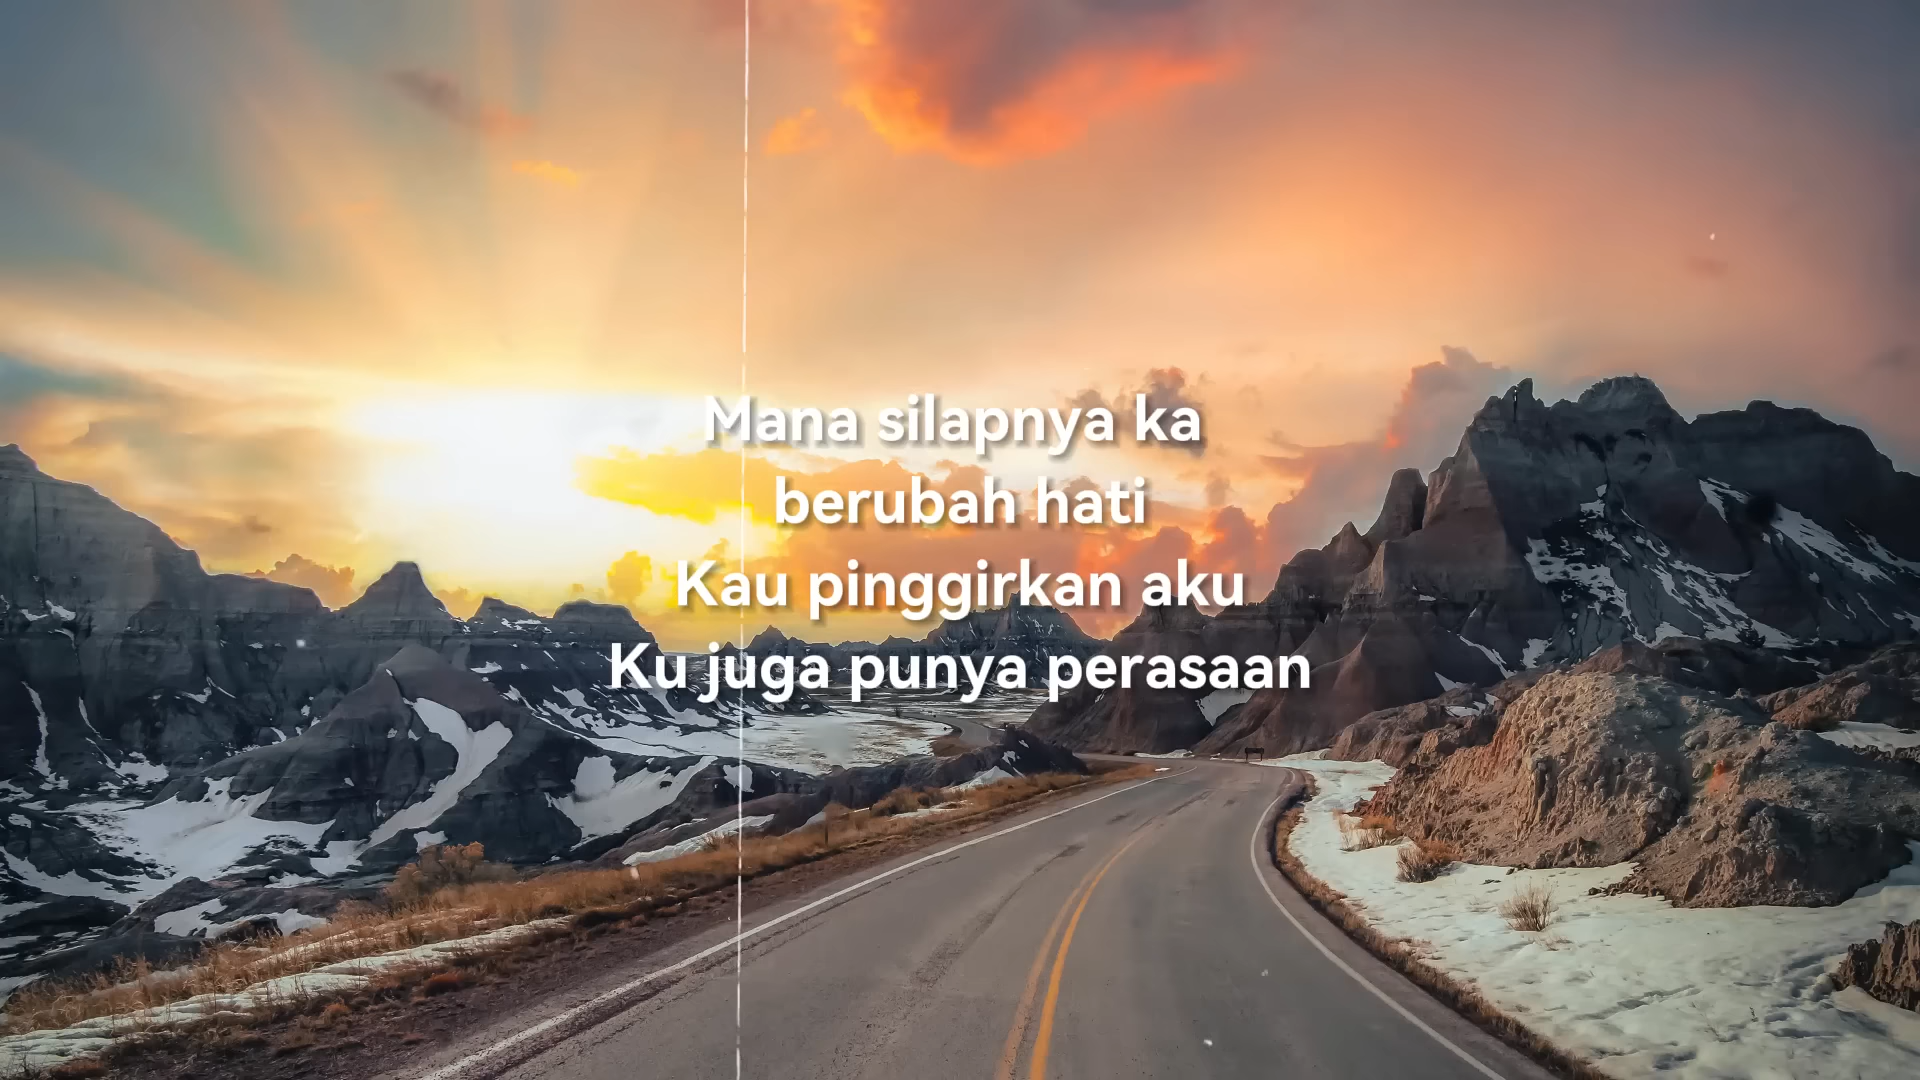 Mana silapnya ka
berubah hati
Kau pinggirkan aku
Ku juga punya perasaan